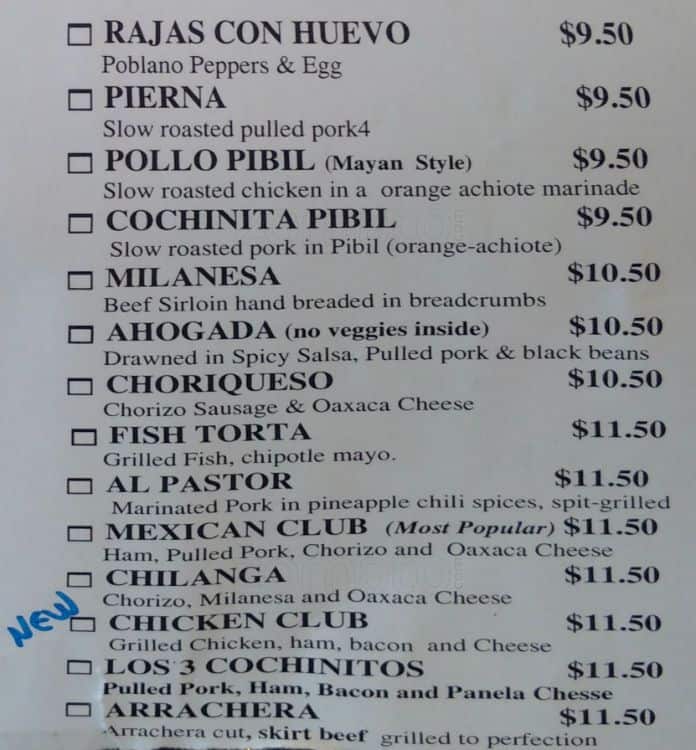 RAJAS CON HUEVO $9.50
Poblano Peppers & Egg
PIERNA $9.50
Slow roasted pulled pork4
POLLO PIBIL (Mayan Style) $9.50
Slow roasted chicken in a orange achiote marinade
COCHINITA PIBIL $9.50
Slow roasted pork in Pibil (orange-achiote)
MILANESA $10.50
Beef Sirloin hand breaded in breadcrumbs
AHOGADA (no veggies inside) $10.50
Drawned in Spicy Salsa, Pulled pork & black beans
CHORIQUESO $10.50
Chorizo Sausage & Oaxaca Cheese
FISH TORTA $11.50
Grilled Fish, chipotle mayo.
AL PASTOR $11.50
Marinated Pork in pineapple chili spices, spit-grilled
MEXICAN CLUB (Most Popular) $11.50
Ham, Pulled Pork, Chorizo and Oaxaca Cheese
CHILANGA $11.50
Chorizo, Milanesa and Oaxaca Cheese
NEW CHICKEN CLUB $11.50
Grilled Chicken, ham, bacon and Cheese
LOS 3 COCHINITOS $11.50
Pulled Pork, Ham, Bacon and Panela Chesse
ARRACHERA $11.50
Arrachera cut, skirt beef grilled to perfection